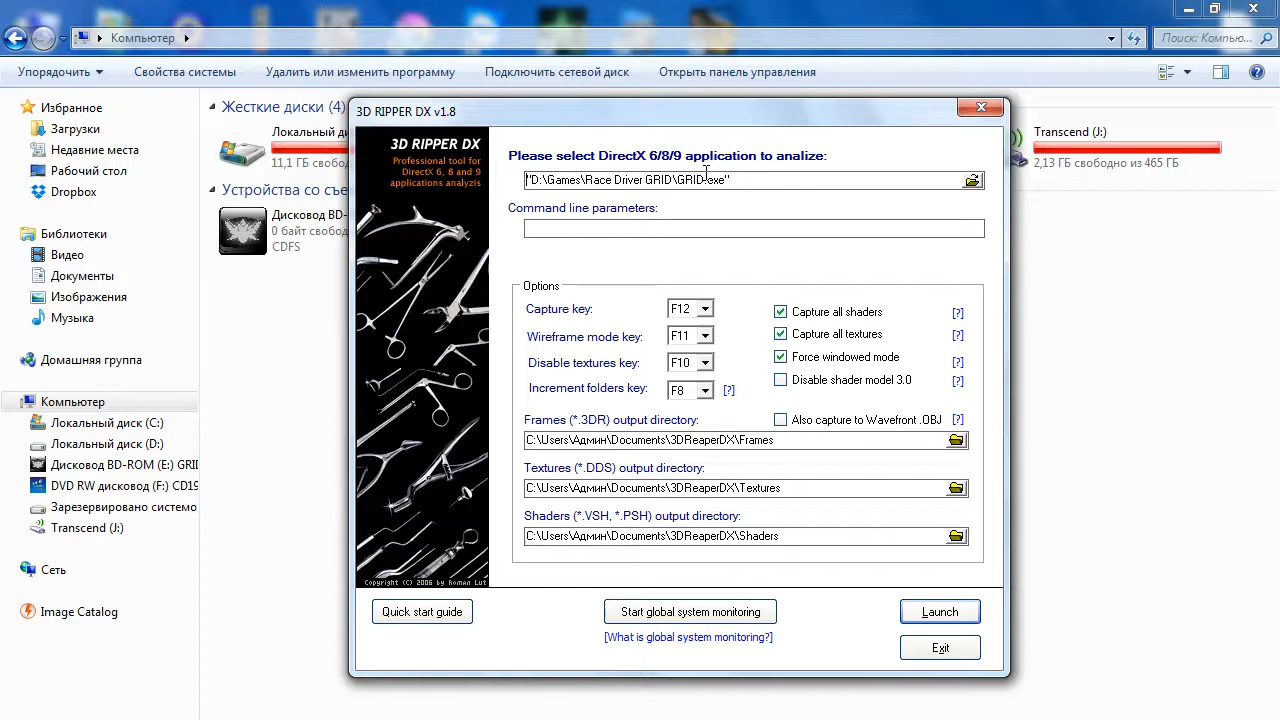 Компьютер
Поиск: Компью...
Упорядочить
Свойства системы
Удалить или изменить программу
Подключить сетевой диск
Открыть панель управления
Избранное
Загрузки
Недавние места
Рабочий стол
Dropbox
Библиотеки
Видео
Документы
Изображения
Музыка
Домашняя группа
Компьютер
Локальный диск (C:)
Локальный диск (D:)
Дисковод BD-ROM (E:) GRI
DVD RW дисковод (F:) CD19
Зарезервировано системо
Transcend (J:)
Сеть
Image Catalog
Жесткие диски (4)
Локальный ди
11,1 ГБ свобод
Устройства со съе
Дисковод BD-
0 байт свобод
CDFS
Transcend (J:)
2,13 ГБ свободно из 465 ГБ
3D RIPPER DX v1.8
3D RIPPER DX
Professional tool for
DirectX 6, 8 and 9
applications analyzis
Copyright (C) 2006 by Roman Lut
Please select DirectX 6/8/9 application to analize:
"D:\Games\Race Driver GRID\GRID.exe"
Command line parameters:
Options
Capture key:
F12
Capture all shaders
[?]
Wireframe mode key:
F11
Capture all textures
[?]
Disable textures key:
F10
Force windowed mode
[?]
Increment folders key:
F8
[?]
Disable shader model 3.0
[?]
Frames (*.3DR) output directory:
Also capture to Wavefront .OBJ
[?]
C:\Users\Админ\Documents\3DReaperDX\Frames
Textures (*.DDS) output directory:
C:\Users\Админ\Documents\3DReaperDX\Textures
Shaders (*.VSH, *.PSH) output directory:
C:\Users\Админ\Documents\3DReaperDX\Shaders
Quick start guide
Start global system monitoring
Launch
[What is global system monitoring?]
Exit